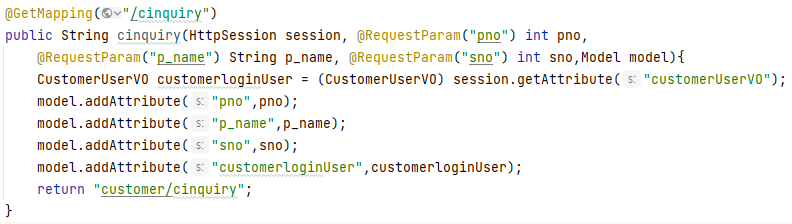 @GetMapping("/cinquiry")
public String cinquiry(HttpSession session, @RequestParam("pno") int pno,
@RequestParam("p_name") String p_name, @RequestParam("sno") int sno,Model model){
CustomerUserVO customerloginUser = (CustomerUserVO) session.getAttribute( s: "customerUserVO");
model.addAttribute( s: "pno",pno);
model.addAttribute( s: "p_name",p_name);
model.addAttribute( s: "sno",sno);
model.addAttribute( s: "customerloginUser",customerloginUser);
return "customer/cinquiry";
}